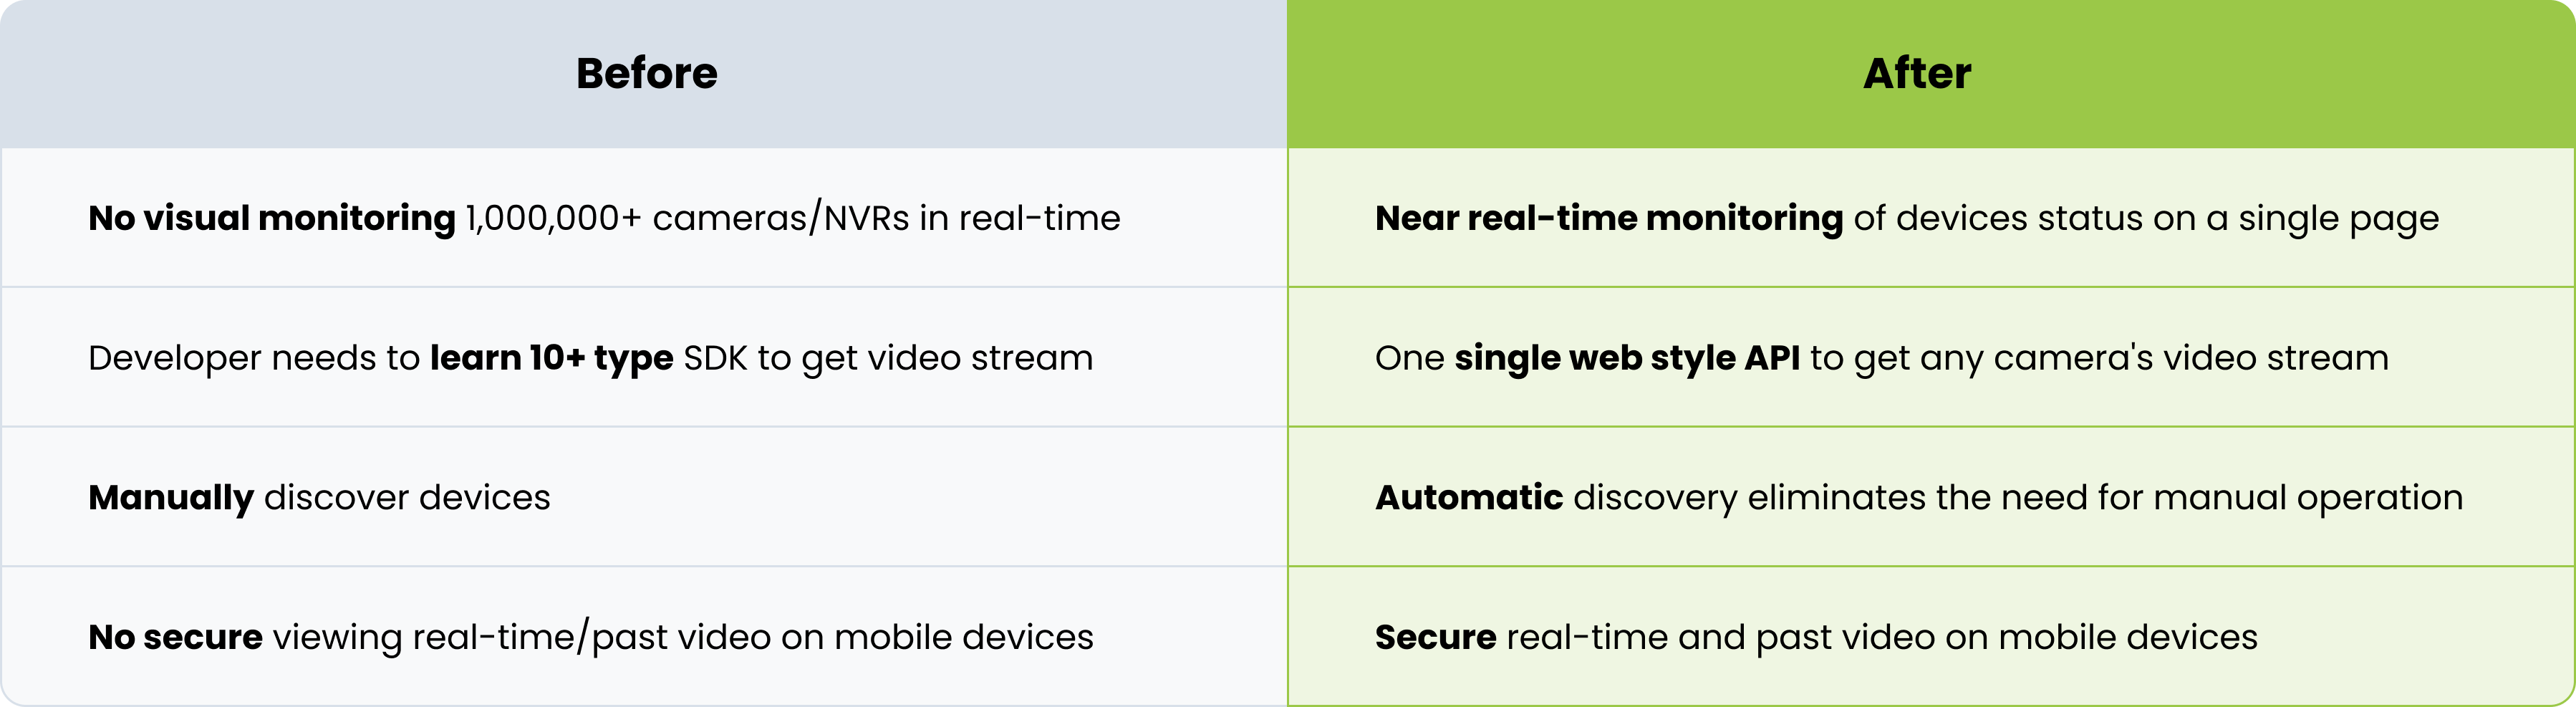 Before
After
No visual monitoring 1,000,000+ cameras/NVRs in real-time
Near real-time monitoring of devices status on a single page
Developer needs to learn 10+ type SDK to get video stream
One single web style API to get any camera's video stream
Manually discover devices
Automatic discovery eliminates the need for manual operation
No secure viewing real-time/past video on mobile devices
Secure real-time and past video on mobile devices